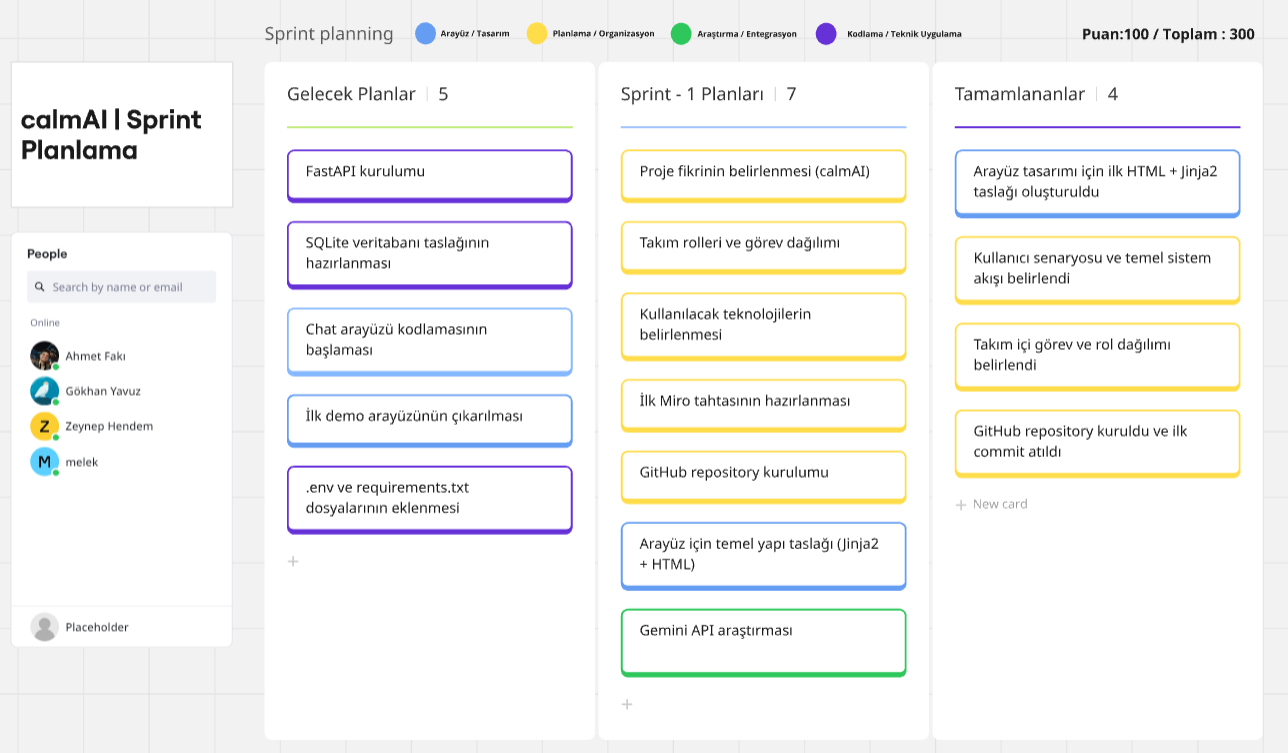 Sprint planning
Arayüz / Tasarım
Planlama / Organizasyon
Araştırma / Entegrasyon
Kodlama / Teknik Uygulama
Puan:100 / Toplam : 300
calmAI | Sprint
Planlama
People
Search by name or email
Online
Ahmet Fakı
Gökhan Yavuz
Z
Zeynep Hendem
M
melek
Placeholder
Gelecek Planlar | 5
FastAPI kurulumu
SQLite veritabanı taslağının
hazırlanması
Chat arayüzü kodlamasının
başlaması
İlk demo arayüzünün çıkarılması
.env ve requirements.txt
dosyalarının eklenmesi
+
Sprint - 1 Planları | 7
Proje fikrinin belirlenmesi (calmAI)
Takım rolleri ve görev dağılımı
Kullanılacak teknolojilerin
belirlenmesi
İlk Miro tahtasının hazırlanması
GitHub repository kurulumu
Arayüz için temel yapı taslağı (Jinja2
+ HTML)
Gemini API araştırması
+
Tamamlananlar | 4
Arayüz tasarımı için ilk HTML + Jinja2
taslağı oluşturuldu
Kullanıcı senaryosu ve temel sistem
akışı belirlendi
Takım içi görev ve rol dağılımı
belirlendi
GitHub repository kuruldu ve ilk
commit atıldı
+ New card